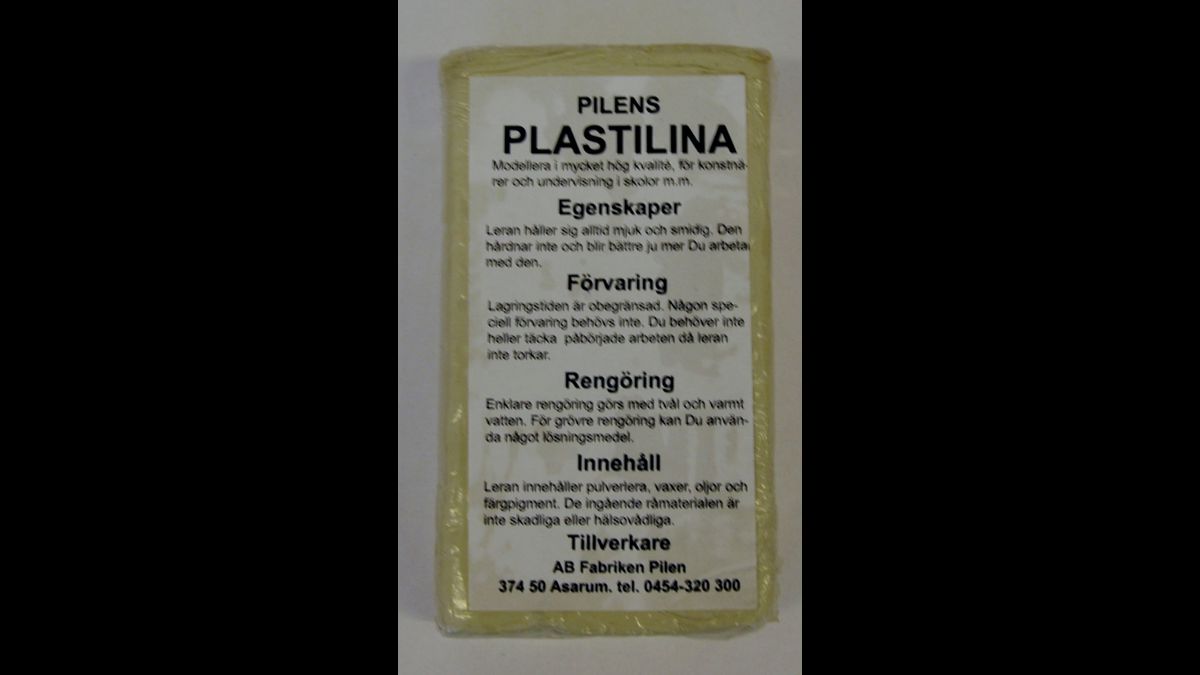 PILENS
PLASTILINA
Modellera i mycket hög kvalité, för konstnä-
rer och undervisning i skolor m.m.
Egenskaper
Leran håller sig alltid mjuk och smidig. Den
hårdnar inte och blir bättre ju mer Du arbeta
med den.
Förvaring
Lagringstiden är obegränsad. Någon spe-
ciell förvaring behövs inte. Du behöver inte
heller täcka påbörjade arbeten då leran
inte torkar.
Rengöring
Enklare rengöring görs med tvål och varmt
vatten. För grövre rengöring kan Du använ-
da något lösningsmedel.
Innehåll
Leran innehåller pulverlera, vaxer, oljor och
färgpigment. De ingående råmaterialen är
inte skadliga eller hälsovådliga.
Tillverkare
AB Fabriken Pilen
374 50 Asarum. tel. 0454-320 300